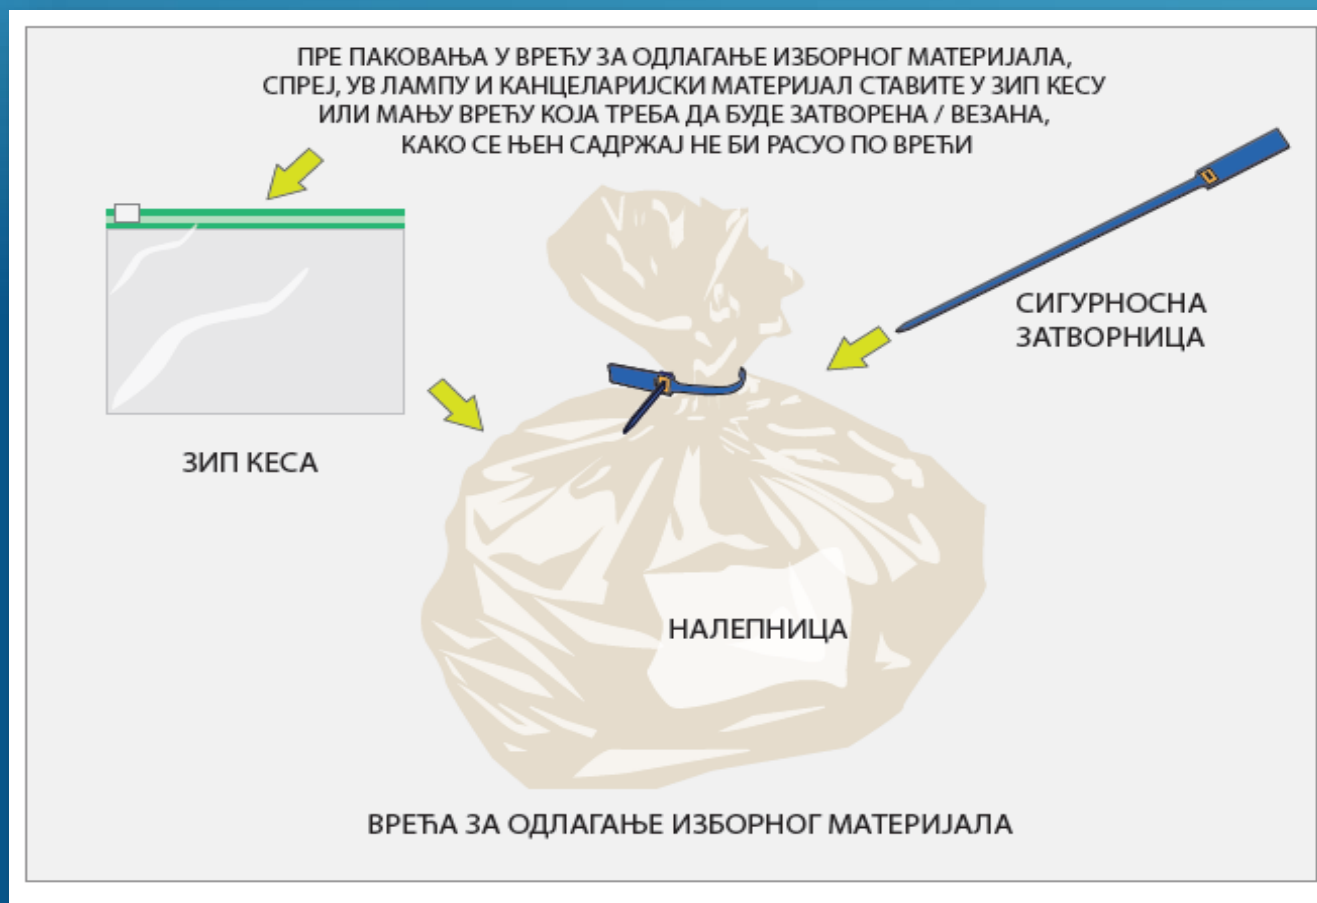 ПРЕ ПАКОВАЊА У ВРЕЋУ ЗА ОДЛАГАЊЕ ИЗБОРНОГ МАТЕРИЈАЛА,
СПРЕЈ, УВ ЛАМПУ И КАНЦЕЛАРИЈСКИ МАТЕРИЈАЛ СТАВИТЕ У ЗИП КЕСУ
ИЛИ МАЊУ ВРЕЋУ КОЈА ТРЕБА ДА БУДЕ ЗАТВОРЕНА / ВЕЗАНА,
КАКО СЕ ЊЕН САДРЖАЈ НЕ БИ РАСУО ПО ВРЕЋИ
СИГУРНОСНА
ЗАТВОРНИЦА
ЗИП КЕСА
НАЛЕПНИЦА
ВРЕЋА ЗА ОДЛАГАЊЕ ИЗБОРНОГ МАТЕРИЈАЛА